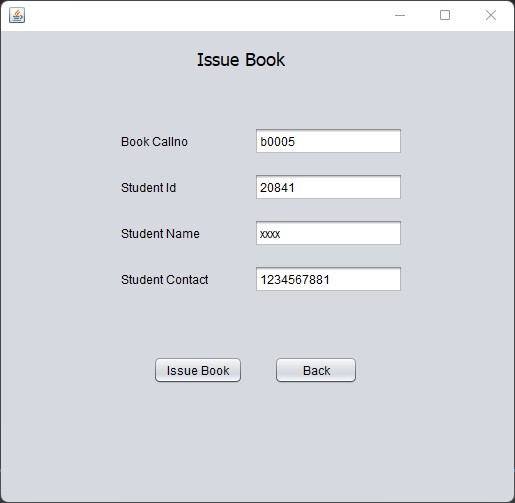 Issue Book
Book Callno b0005
Student Id 20841
Student Name xxxx
Student Contact 1234567881
Issue Book Back